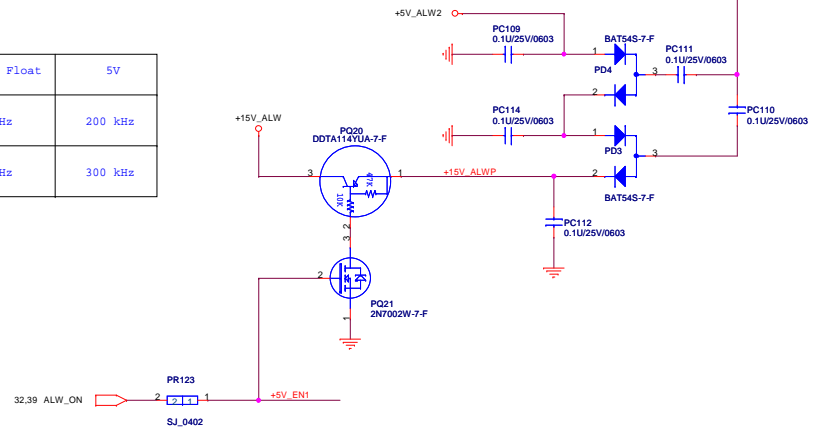 +5V_ALW2
PC109
0.1U/25V/0603
BAT54S-7-F
1
PD4
2
3
PC111
0.1U/25V/0603
Float
5V
Hz
200 kHz
Hz
300 kHz
PC110
0.1U/25V/0603
PC114
0.1U/25V/0603
1
PD3
3
2
BAT54S-7-F
+15V_ALW
PQ20
DDTA114YUA-7-F
3
1
47K
10K
2
+15V_ALWP
PC112
0.1U/25V/0603
3
2
PQ21
2N7002W-7-F
1
PR123
32,39 ALW_ON
2
2 1
1
+5V_EN1
SJ_0402